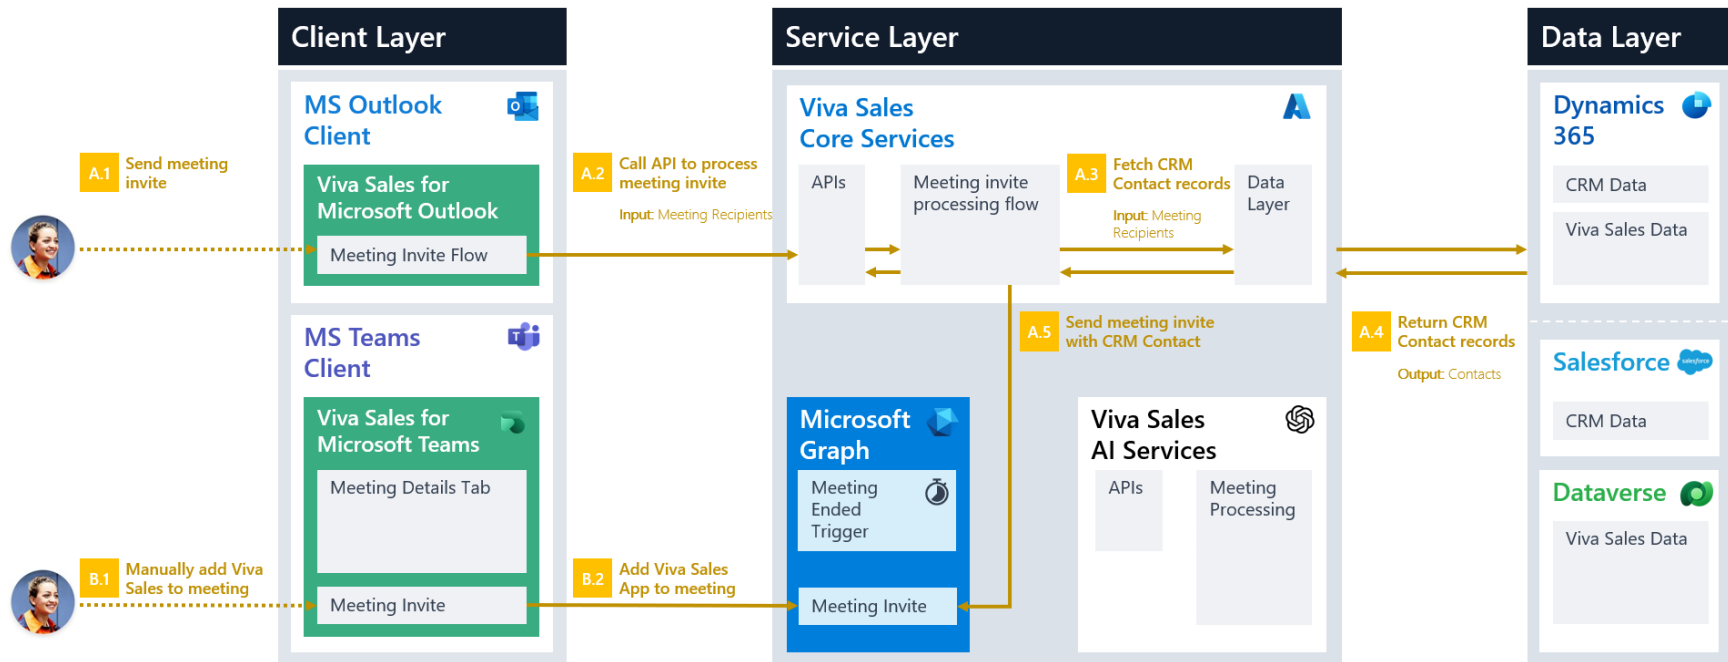 Client Layer
Service Layer
Data Layer
A.1
Send meeting
invite
MS Outlook
Client
Viva Sales for
Microsoft Outlook
Meeting Invite Flow
A.2
Call API to process
meeting invite
Input: Meeting Recipients
Viva Sales
Core Services
APIs
Meeting invite
processing flow
A.3
Fetch CRM
Contact records
Input: Meeting
Recipients
Data
Layer
A.4
Return CRM
Contact records
Output: Contacts
A.5
Send meeting invite
with CRM Contact
Dynamics
365
CRM Data
Viva Sales Data
Salesforce
salesforce
CRM Data
Dataverse
Viva Sales Data
B.1
Manually add Viva
Sales to meeting
MS Teams
Client
Viva Sales for
Microsoft Teams
Meeting Details Tab
Meeting Invite
B.2
Add Viva Sales
App to meeting
Microsoft
Graph
Meeting
Ended
Trigger
Meeting Invite
Viva Sales
AI Services
APIs
Meeting
Processing